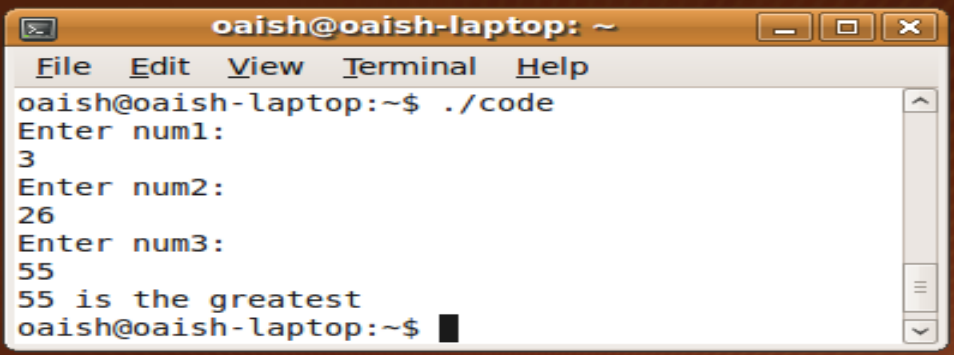 oaish@oaish-laptop: ~
File Edit View Terminal Help
oaish@oaish-laptop:~$ ./code
Enter num1:
3
Enter num2:
26
Enter num3:
55
55 is the greatest
oaish@oaish-laptop:~$